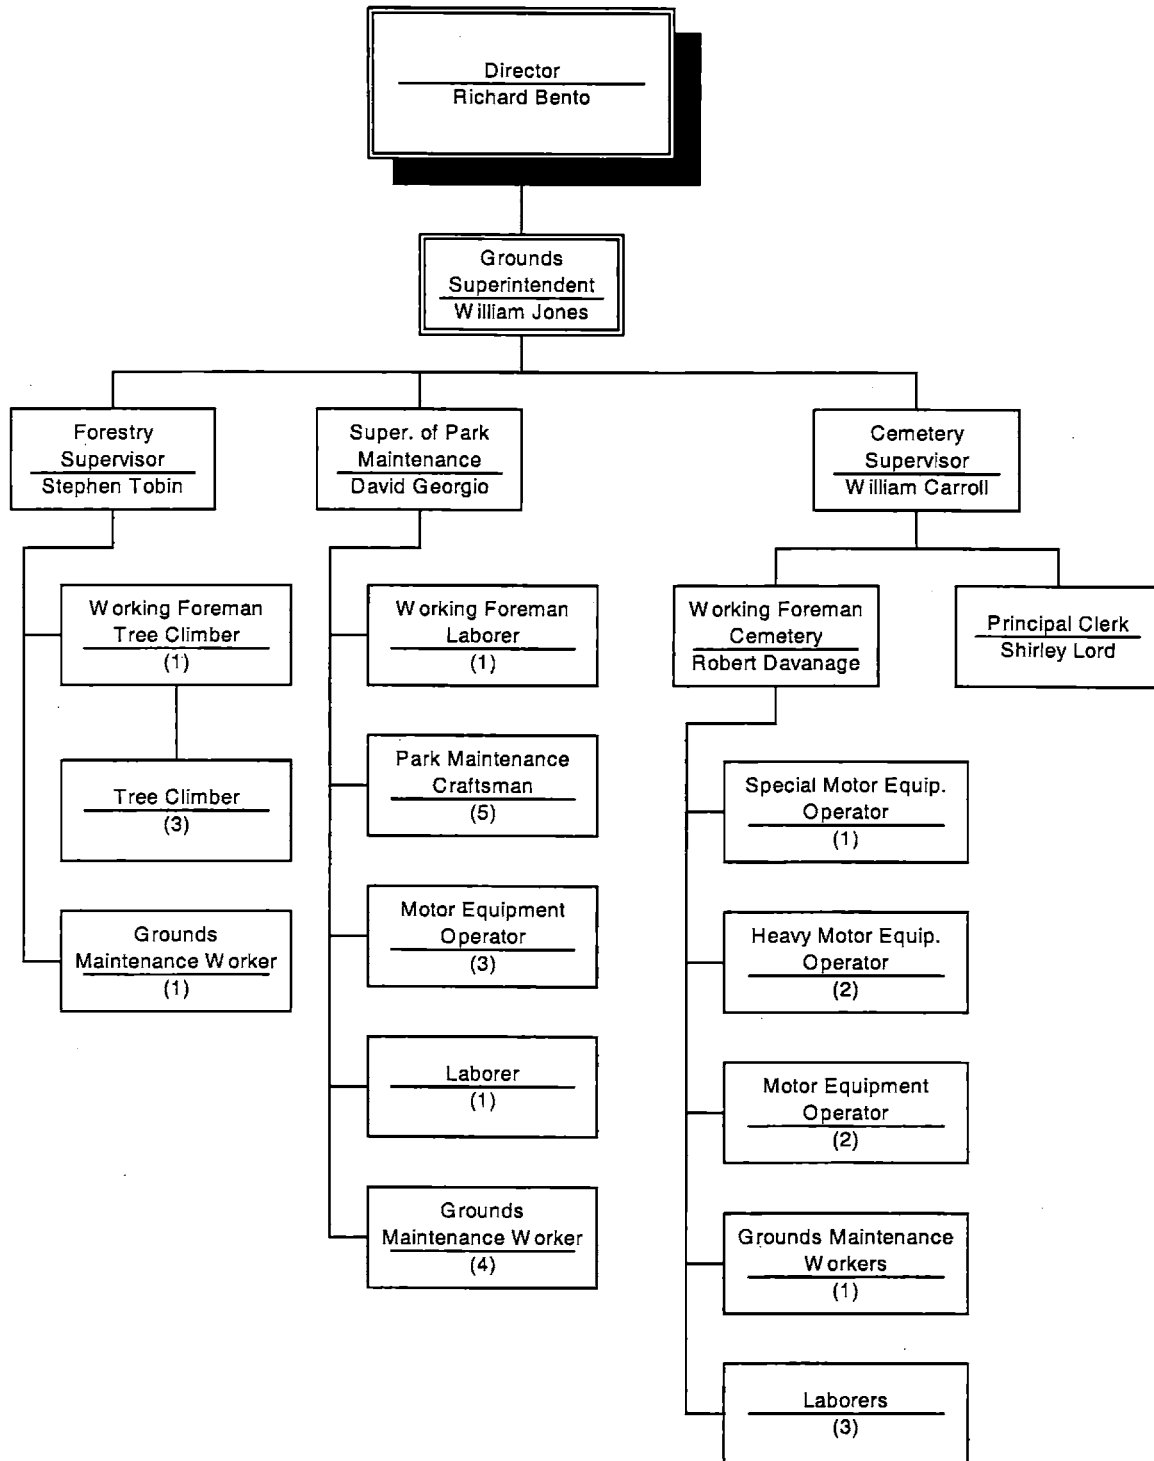 Director
Richard Bento
Grounds
Superintendent
William Jones
Forestry
Supervisor
Stephen Tobin
Super. of Park
Maintenance
David Georgio
Cemetery
Supervisor
William Carroll
Working Foreman
Tree Climber
(1)
Tree Climber
(3)
Grounds
Maintenance Worker
(1)
Working Foreman
Laborer
(1)
Park Maintenance
Craftsman
(5)
Motor Equipment
Operator
(3)
Laborer
(1)
Grounds
Maintenance Worker
(4)
Working Foreman
Cemetery
Robert Davanage
Principal Clerk
Shirley Lord
Special Motor Equip.
Operator
(1)
Heavy Motor Equip.
Operator
(2)
Motor Equipment
Operator
(2)
Grounds Maintenance
Workers
(1)
Laborers
(3)